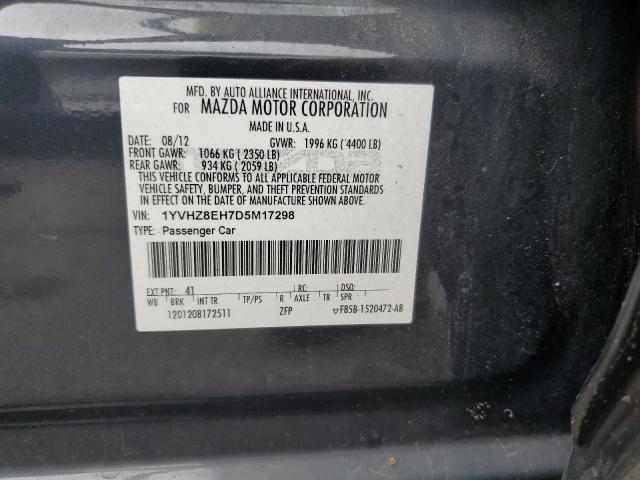 MFD. BY AUTO ALLIANCE INTERNATIONAL, INC.
FOR MAZDA MOTOR CORPORATION
MADE IN U.S.A.
DATE: 08/12 GVWR: 1996 KG ( 4400 LB)
FRONT GAWR: 1066 KG ( 2350 LB)
REAR GAWR: 934 KG ( 2059 LB)
THIS VEHICLE CONFORMS TO ALL APPLICABLE FEDERAL MOTOR
VEHICLE SAFETY, BUMPER, AND THEFT PREVENTION STANDARDS
IN EFFECT ON THE DATE OF MANUFACTURE SHOWN ABOVE.
VIN: 1YVHZ8EH7D5M17298
TYPE: Passenger Car
EXT PNT: 41 RC: DSO:
WB BRK INT TR TP/PS R AXLE TR SPR
1201208172511 ZFP F85B-1520472-AB